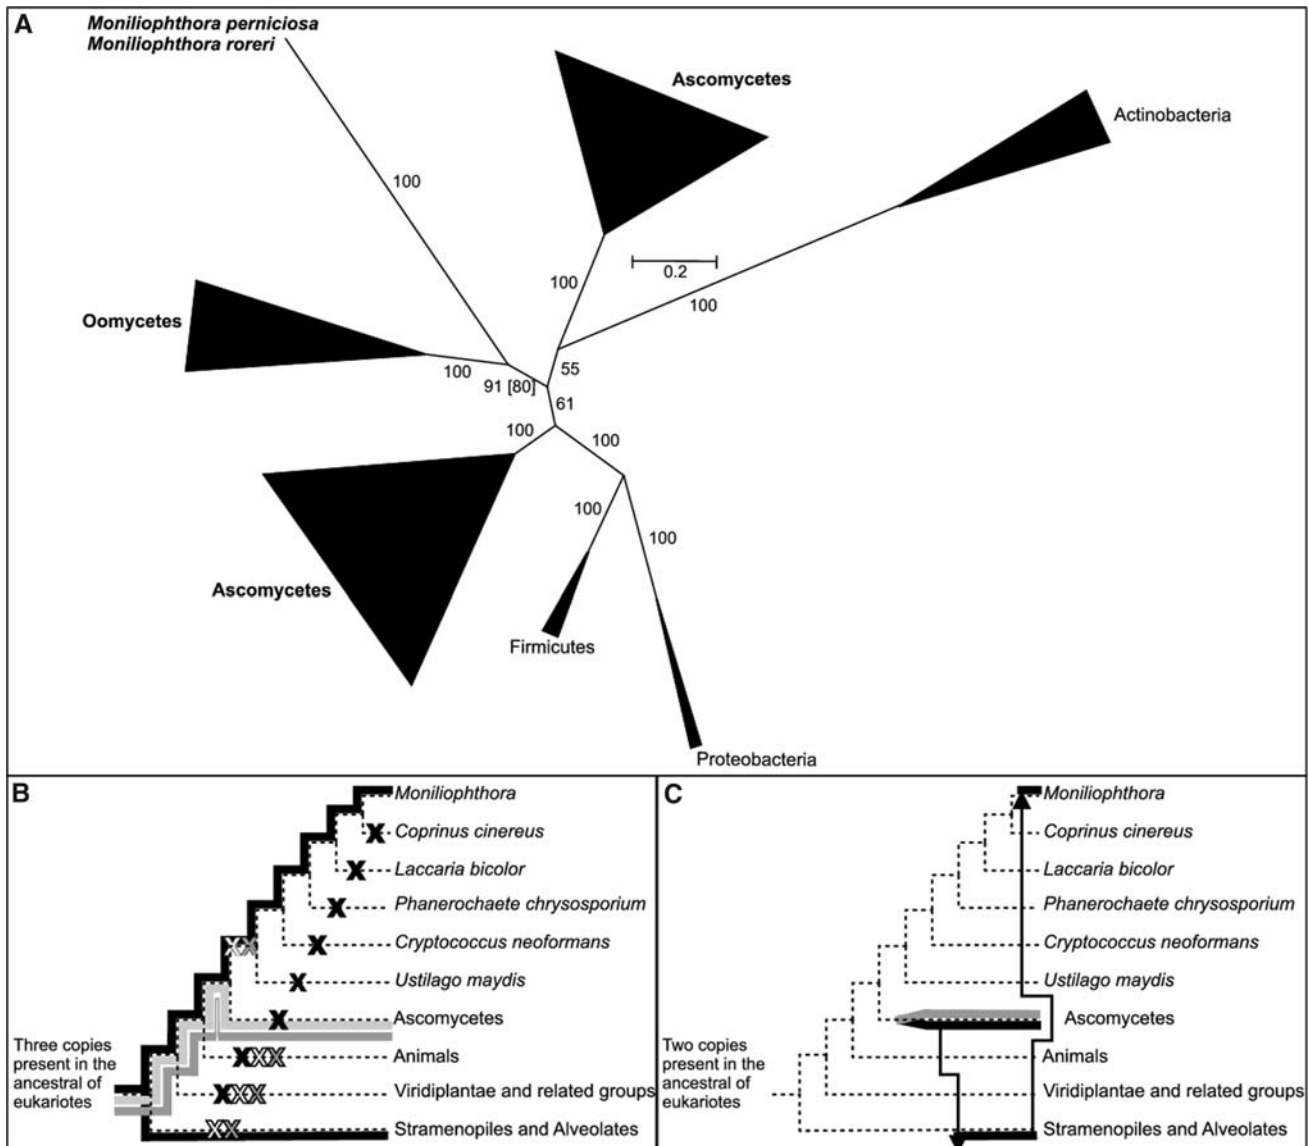 A
Moniliophthora perniciosa
Moniliophthora roreri
Ascomycetes
Actinobacteria
100
100
0.2
100
Oomycetes
100
91 [80]
55
61
100
100
100
100
Ascomycetes
Firmicutes
Proteobacteria
B
Moniliophthora
Coprinus cinereus
Laccaria bicolor
Phanerochaete chrysosporium
Cryptococcus neoformans
Ustilago maydis
Ascomycetes
Animals
Viridiplantae and related groups
Stramenopiles and Alveolates
Three copies
present in the
ancestral of
eukariotes
C
Moniliophthora
Coprinus cinereus
Laccaria bicolor
Phanerochaete chrysosporium
Cryptococcus neoformans
Ustilago maydis
Ascomycetes
Animals
Viridiplantae and related groups
Stramenopiles and Alveolates
Two copies
present in the
ancestral of
eukariotes